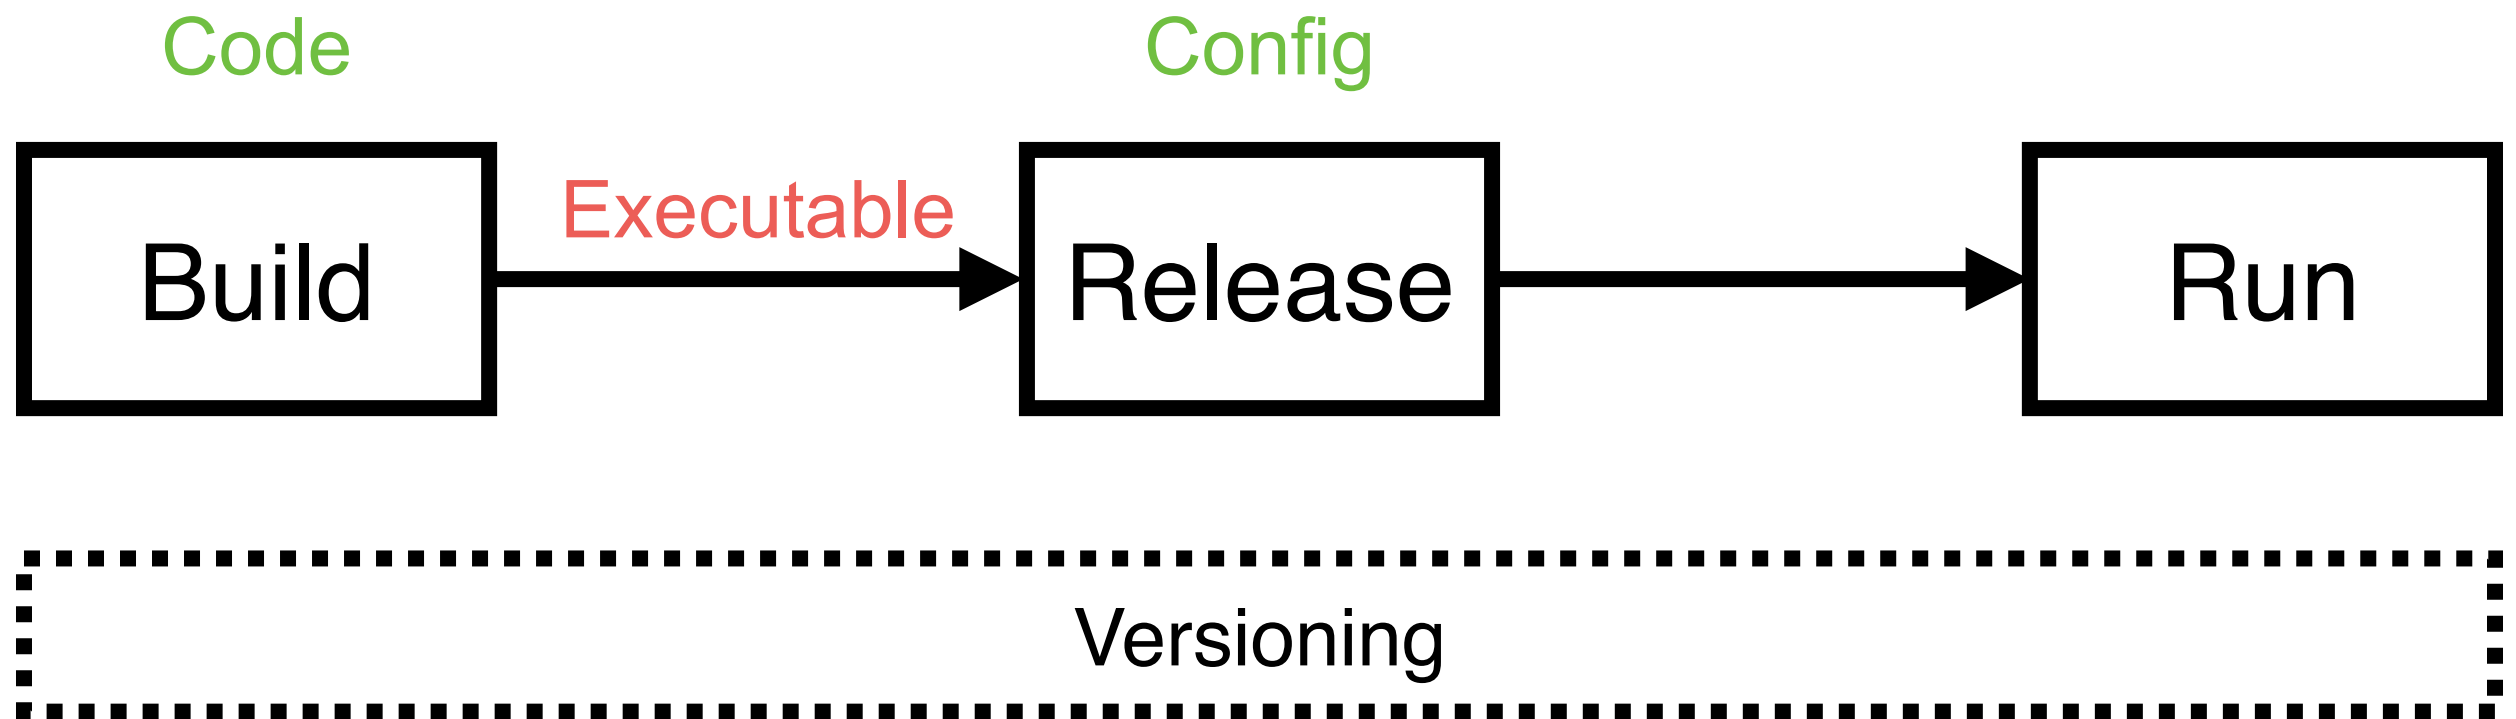 Code
Config
Executable
Build
Release
Run
Versioning